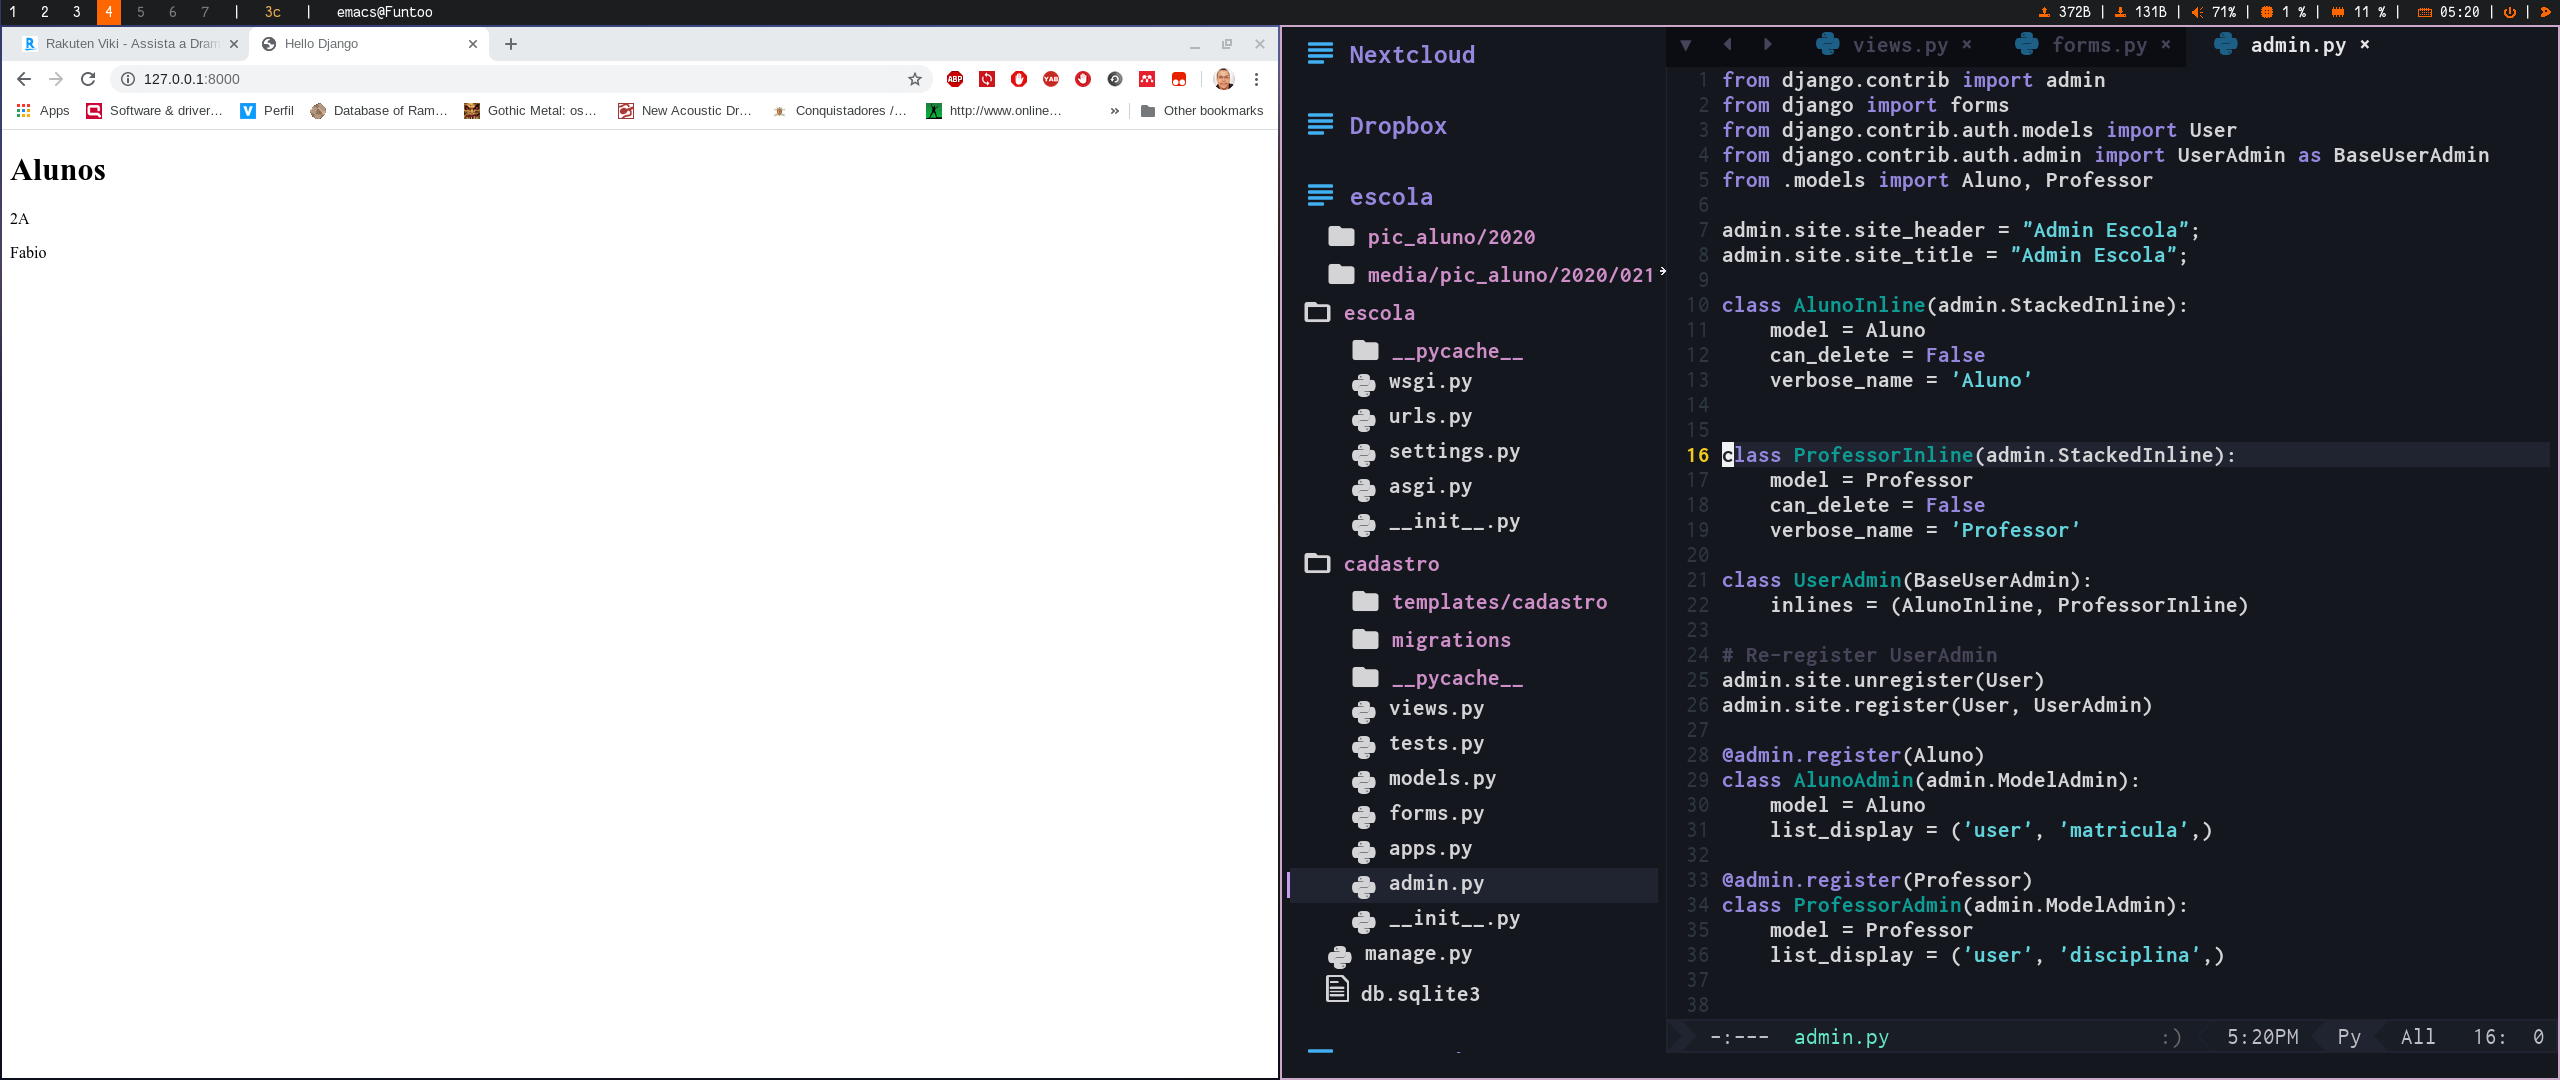 1 2 3 4 5 6 7 | 3c | emacs@Funtoo
372B | 131B | 71% | 1 % | 11 % | 05:20 | |
Rakuten Viki - Assista a Dram
Hello Django
127.0.0.1:8000
ABP
YAB
Apps
Software & driver…
Perfil
Database of Ram…
Gothic Metal: os…
New Acoustic Dr…
Conquistadores /…
http://www.online…
»
Other bookmarks
Alunos
2A
Fabio
Nextcloud
Dropbox
escola
pic_aluno/2020
media/pic_aluno/2020/021
escola
__pycache__
wsgi.py
urls.py
settings.py
asgi.py
__init__.py
cadastro
templates/cadastro
migrations
__pycache__
views.py
tests.py
models.py
forms.py
apps.py
admin.py
__init__.py
manage.py
db.sqlite3
views.py × forms.py × admin.py ×
1 from django.contrib import admin
2 from django import forms
3 from django.contrib.auth.models import User
4 from django.contrib.auth.admin import UserAdmin as BaseUserAdmin
5 from .models import Aluno, Professor
6
7 admin.site.site_header = "Admin Escola";
8 admin.site.site_title = "Admin Escola";
9
10 class AlunoInline(admin.StackedInline):
11 model = Aluno
12 can_delete = False
13 verbose_name = 'Aluno'
14
15
16 class ProfessorInline(admin.StackedInline):
17 model = Professor
18 can_delete = False
19 verbose_name = 'Professor'
20
21 class UserAdmin(BaseUserAdmin):
22 inlines = (AlunoInline, ProfessorInline)
23
24 # Re-register UserAdmin
25 admin.site.unregister(User)
26 admin.site.register(User, UserAdmin)
27
28 @admin.register(Aluno)
29 class AlunoAdmin(admin.ModelAdmin):
30 model = Aluno
31 list_display = ('user', 'matricula',)
32
33 @admin.register(Professor)
34 class ProfessorAdmin(admin.ModelAdmin):
35 model = Professor
36 list_display = ('user', 'disciplina',)
37
38
-:--- admin.py :) 5:20PM Py All 16: 0